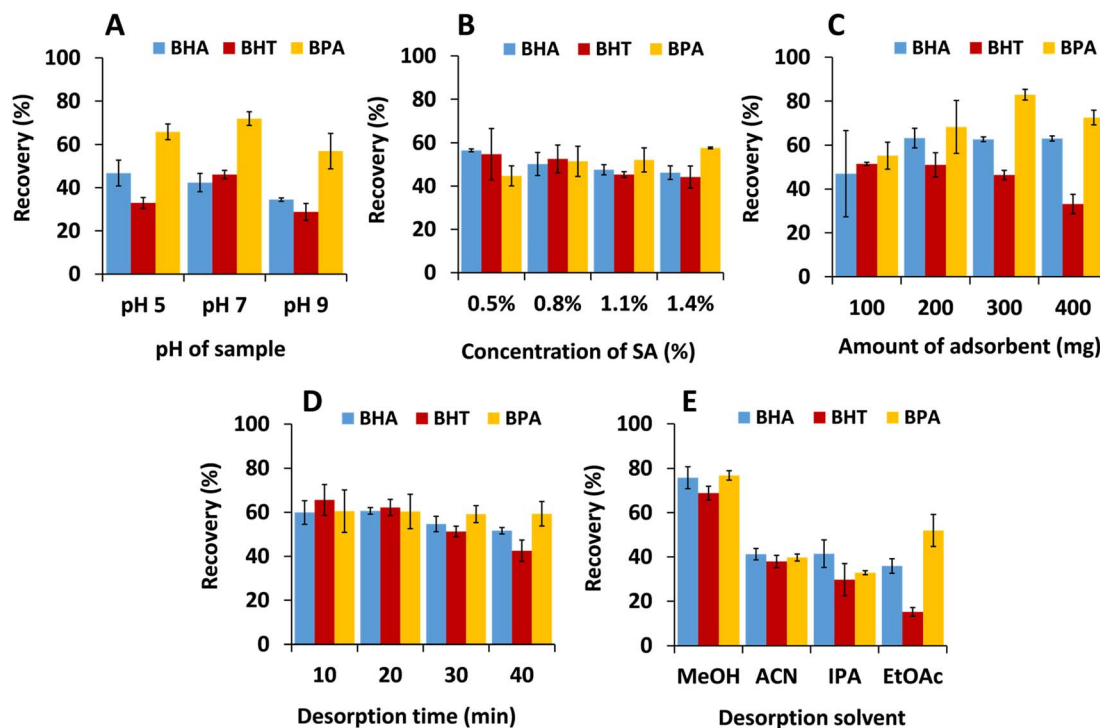 A
BHA BHT BPA
100
80
60
40
20
0
Recovery (%)
pH 5 pH 7 pH 9
pH of sample
B
BHA BHT BPA
100
80
60
40
20
0
Recovery (%)
0.5% 0.8% 1.1% 1.4%
Concentration of SA (%)
C
BHA BHT BPA
100
80
60
40
20
0
Recovery (%)
100 200 300 400
Amount of adsorbent (mg)
D
BHA BHT BPA
100
80
60
40
20
0
Recovery (%)
10 20 30 40
Desorption time (min)
E
BHA BHT BPA
100
80
60
40
20
0
Recovery (%)
MeOH ACN IPA EtOAc
Desorption solvent